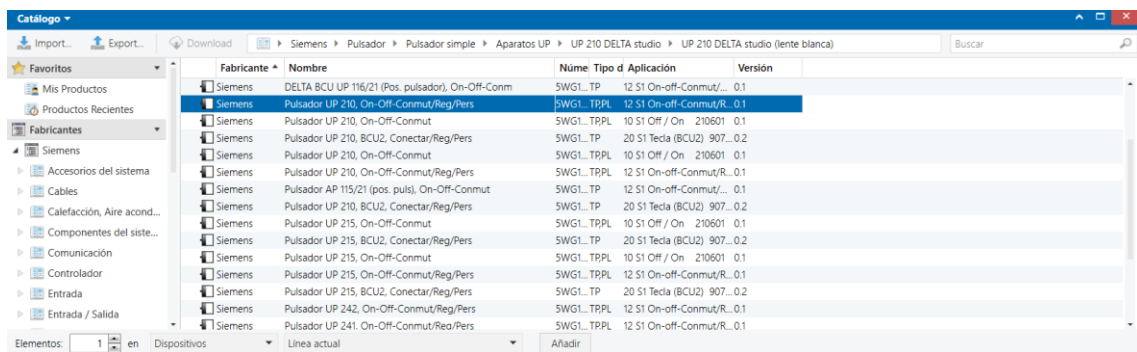 Catálogo
Import... Export... Download Siemens Pulsador Pulsador simple Aparatos UP UP 210 DELTA studio UP 210 DELTA studio (lente blanca) Buscar
Favoritos
Mis Productos
Productos Recientes
Fabricantes
Siemens
Accesorios del sistema
Cables
Calefacción, Aire acond...
Componentes del siste...
Comunicación
Controlador
Entrada
Entrada / Salida
Fabricante Nombre Núme Tipo d Aplicación Versión
Siemens DELTA BCU UP 116/21 (Pos. pulsador), On-Off-Conm 5WG1... TP 12 S1 On-off-Conmut/... 0.1
Siemens Pulsador UP 210, On-Off-Conmut/Reg/Pers 5WG1... TP,PL 12 S1 On-off-Conmut/R... 0.1
Siemens Pulsador UP 210, On-Off-Conmut 5WG1... TP,PL 10 S1 Off / On 210601 0.1
Siemens Pulsador UP 210, BCU2, Conectar/Reg/Pers 5WG1... TP 20 S1 Tecla (BCU2) 907... 0.2
Siemens Pulsador UP 210, On-Off-Conmut 5WG1... TP,PL 10 S1 Off / On 210601 0.1
Siemens Pulsador UP 210, On-Off-Conmut/Reg/Pers 5WG1... TP,PL 12 S1 On-off-Conmut/R... 0.1
Siemens Pulsador AP 115/21 (pos. puls), On-Off-Conmut 5WG1... TP 12 S1 On-off-Conmut/... 0.1
Siemens Pulsador UP 210, BCU2, Conectar/Reg/Pers 5WG1... TP 20 S1 Tecla (BCU2) 907... 0.2
Siemens Pulsador UP 215, On-Off-Conmut 5WG1... TP,PL 10 S1 Off / On 210601 0.1
Siemens Pulsador UP 215, BCU2, Conectar/Reg/Pers 5WG1... TP 20 S1 Tecla (BCU2) 907... 0.2
Siemens Pulsador UP 215, On-Off-Conmut 5WG1... TP,PL 10 S1 Off / On 210601 0.1
Siemens Pulsador UP 215, On-Off-Conmut/Reg/Pers 5WG1... TP,PL 12 S1 On-off-Conmut/R... 0.1
Siemens Pulsador UP 215, BCU2, Conectar/Reg/Pers 5WG1... TP 20 S1 Tecla (BCU2) 907... 0.2
Siemens Pulsador UP 242, On-Off-Conmut/Reg/Pers 5WG1... TP,PL 12 S1 On-off-Conmut/R... 0.1
Siemens Pulsador UP 241, On-Off-Conmut/Reg/Pers 5WG1... TP,PL 12 S1 On-off-Conmut/R... 0.1
Elementos: 1 en Dispositivos Línea actual Añadir